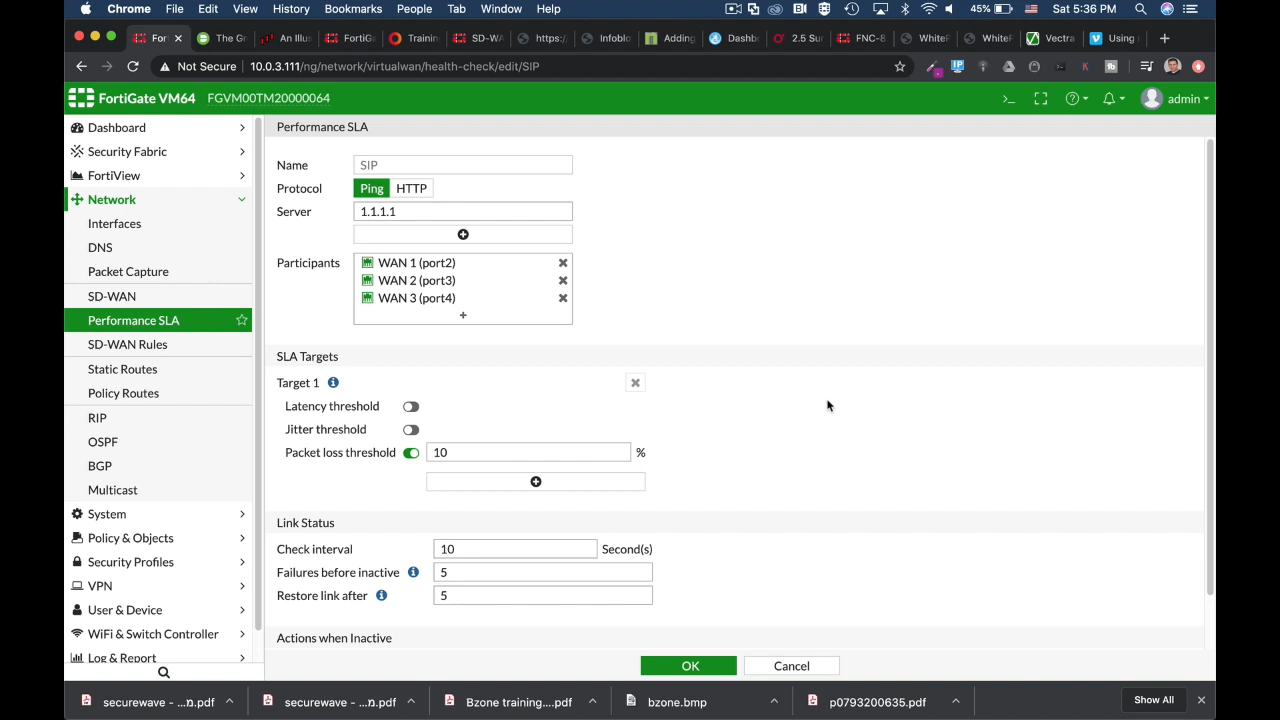 Chrome File Edit View History Bookmarks People Tab Window Help 45% Sat 5:36 PM
For The Gr An Illus FortiG Trainin SD-WA https:/ Infoblo Adding Dashb 2.5 Sur FNC-B WhiteF WhiteF Vectra Using
Not Secure 10.0.3.111/ng/network/virtualwan/health-check/edit/SIP
FortiGate VM64 FGVM00TM20000064 admin
Dashboard
Security Fabric
FortiView
Network
Interfaces
DNS
Packet Capture
SD-WAN
Performance SLA
SD-WAN Rules
Static Routes
Policy Routes
RIP
OSPF
BGP
Multicast
System
Policy & Objects
Security Profiles
VPN
User & Device
WiFi & Switch Controller
Log & Report
Performance SLA
Name SIP
Protocol Ping HTTP
Server 1.1.1.1
Participants WAN 1 (port2)
WAN 2 (port3)
WAN 3 (port4)
SLA Targets
Target 1
Latency threshold
Jitter threshold
Packet loss threshold 10 %
Link Status
Check interval 10 Second(s)
Failures before inactive 5
Restore link after 5
Actions when Inactive
OK Cancel
securewave - ...מ.pdf securewave - ...מ.pdf Bzone training....pdf bzone.bmp p0793200635.pdf Show All